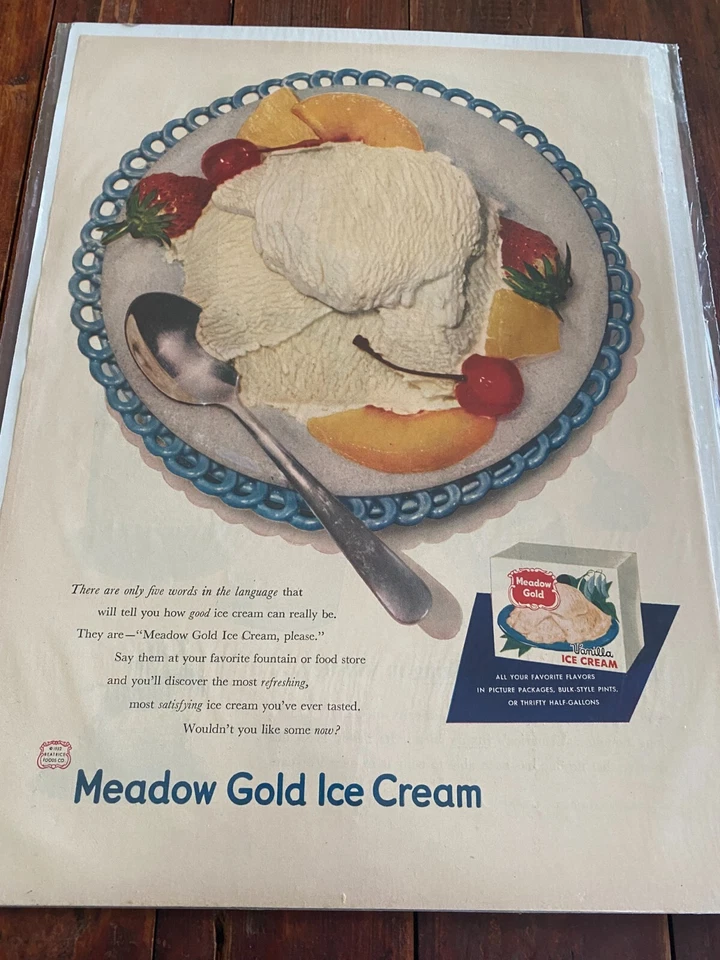 There are only five words in the language that
will tell you how good ice cream can really be.
They are—“Meadow Gold Ice Cream, please.”
Say them at your favorite fountain or food store
and you’ll discover the most refreshing,
most satisfying ice cream you’ve ever tasted.
Wouldn’t you like some now?
Meadow
Gold
Vanilla
ICE CREAM
ALL YOUR FAVORITE FLAVORS
IN PICTURE PACKAGES, BULK-STYLE PINTS,
OR THRIFTY HALF-GALLONS
BEATRICE
FOODS CO.
Meadow Gold Ice Cream